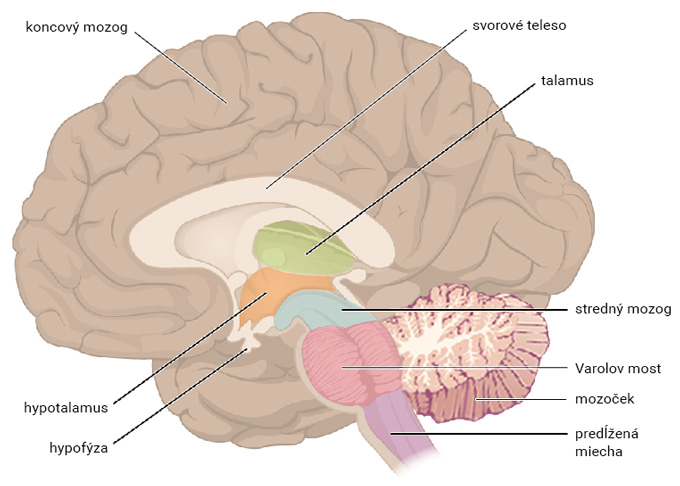 koncový mozog
svorové teleso
talamus
stredný mozog
Varolov most
mozoček
predĺžená
miecha
hypotalamus
hypofýza